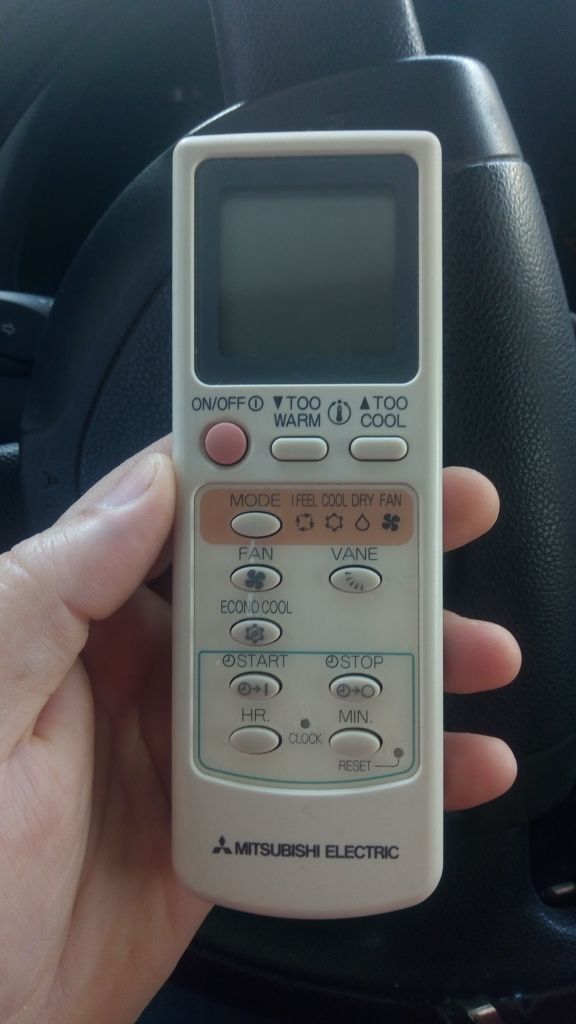 ON/OFF ▼TOO WARM ▲TOO COOL
MODE I FEEL COOL DRY FAN
FAN VANE
ECONO COOL
START STOP
HR. CLOCK MIN.
RESET
MITSUBISHI ELECTRIC